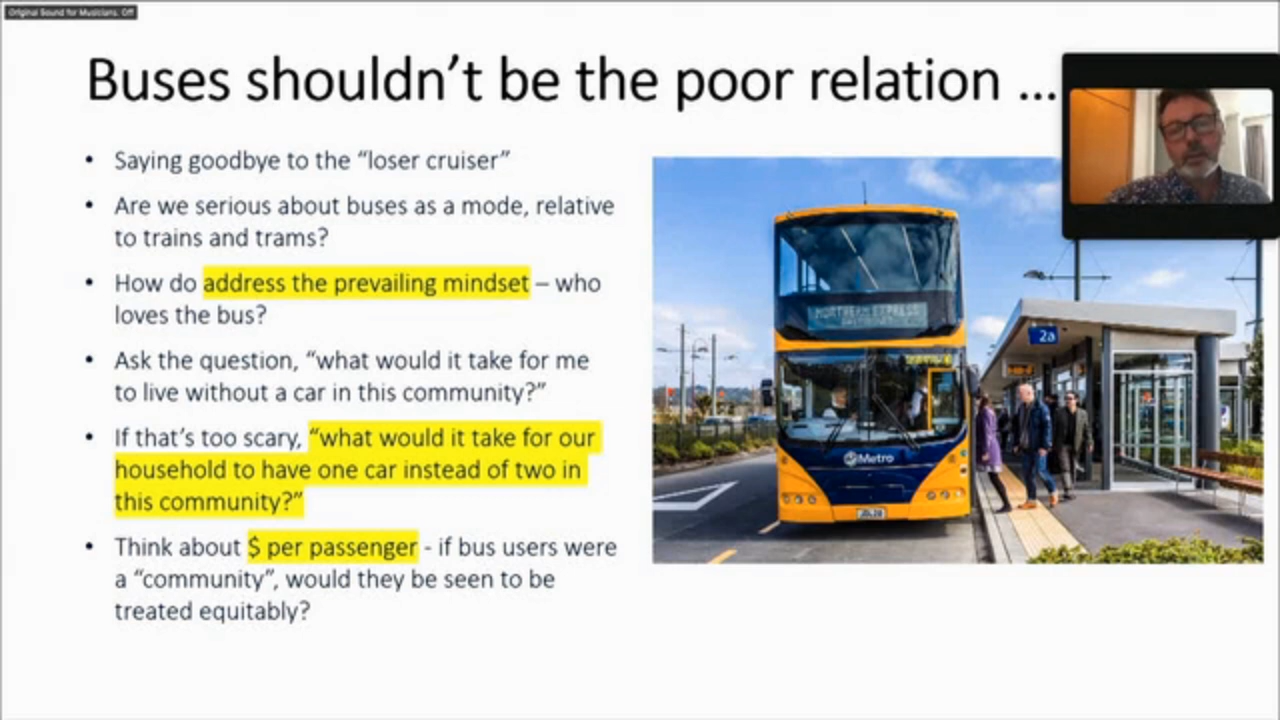 Original Sound for Musicians: Off
Buses shouldn’t be the poor relation ...
• Saying goodbye to the “loser cruiser”
• Are we serious about buses as a mode, relative
to trains and trams?
• How do address the prevailing mindset – who
loves the bus?
• Ask the question, “what would it take for me
to live without a car in this community?”
• If that’s too scary, “what would it take for our
household to have one car instead of two in
this community?”
• Think about $ per passenger - if bus users were
a “community”, would they be seen to be
treated equitably?
NORTHERN EXPRESS
2a
Metro